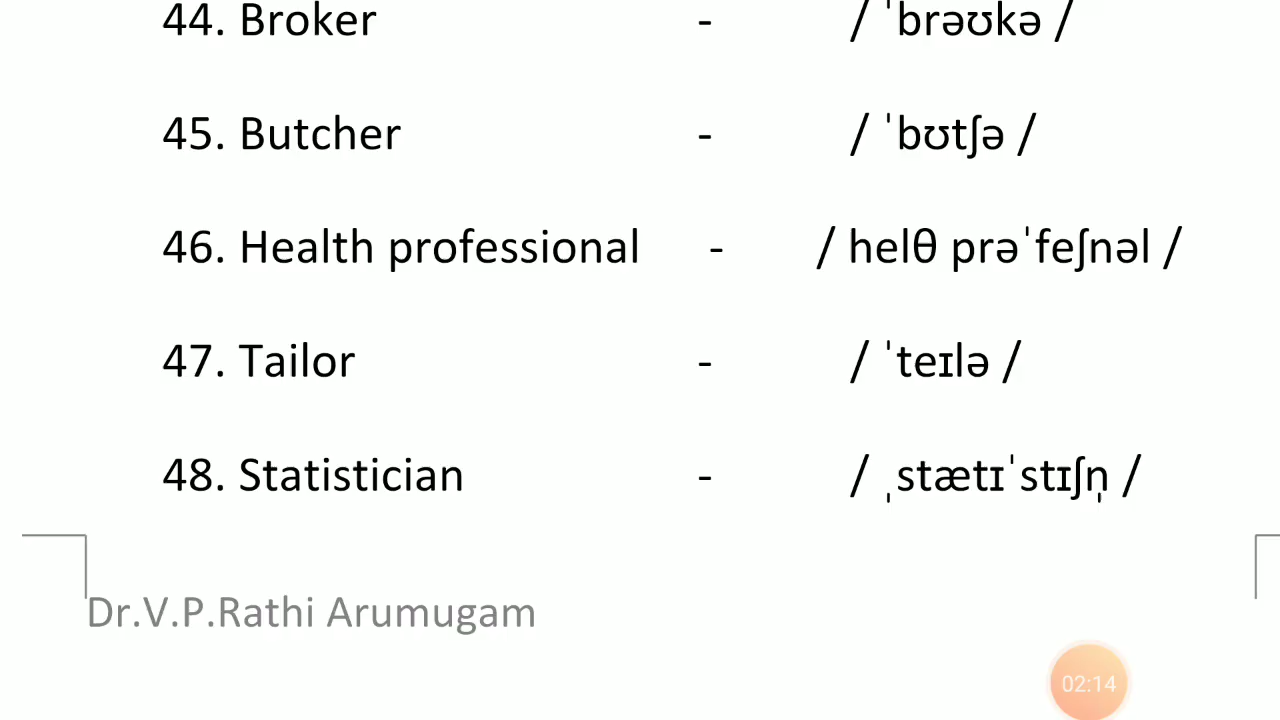 44. Broker - / ˈbrəʊkə /
45. Butcher - / ˈbʊtʃə /
46. Health professional - / helθ prəˈfeʃnəl /
47. Tailor - / ˈteɪlə /
48. Statistician - / ˌstætɪˈstɪʃn̩ /
Dr.V.P.Rathi Arumugam
02:14